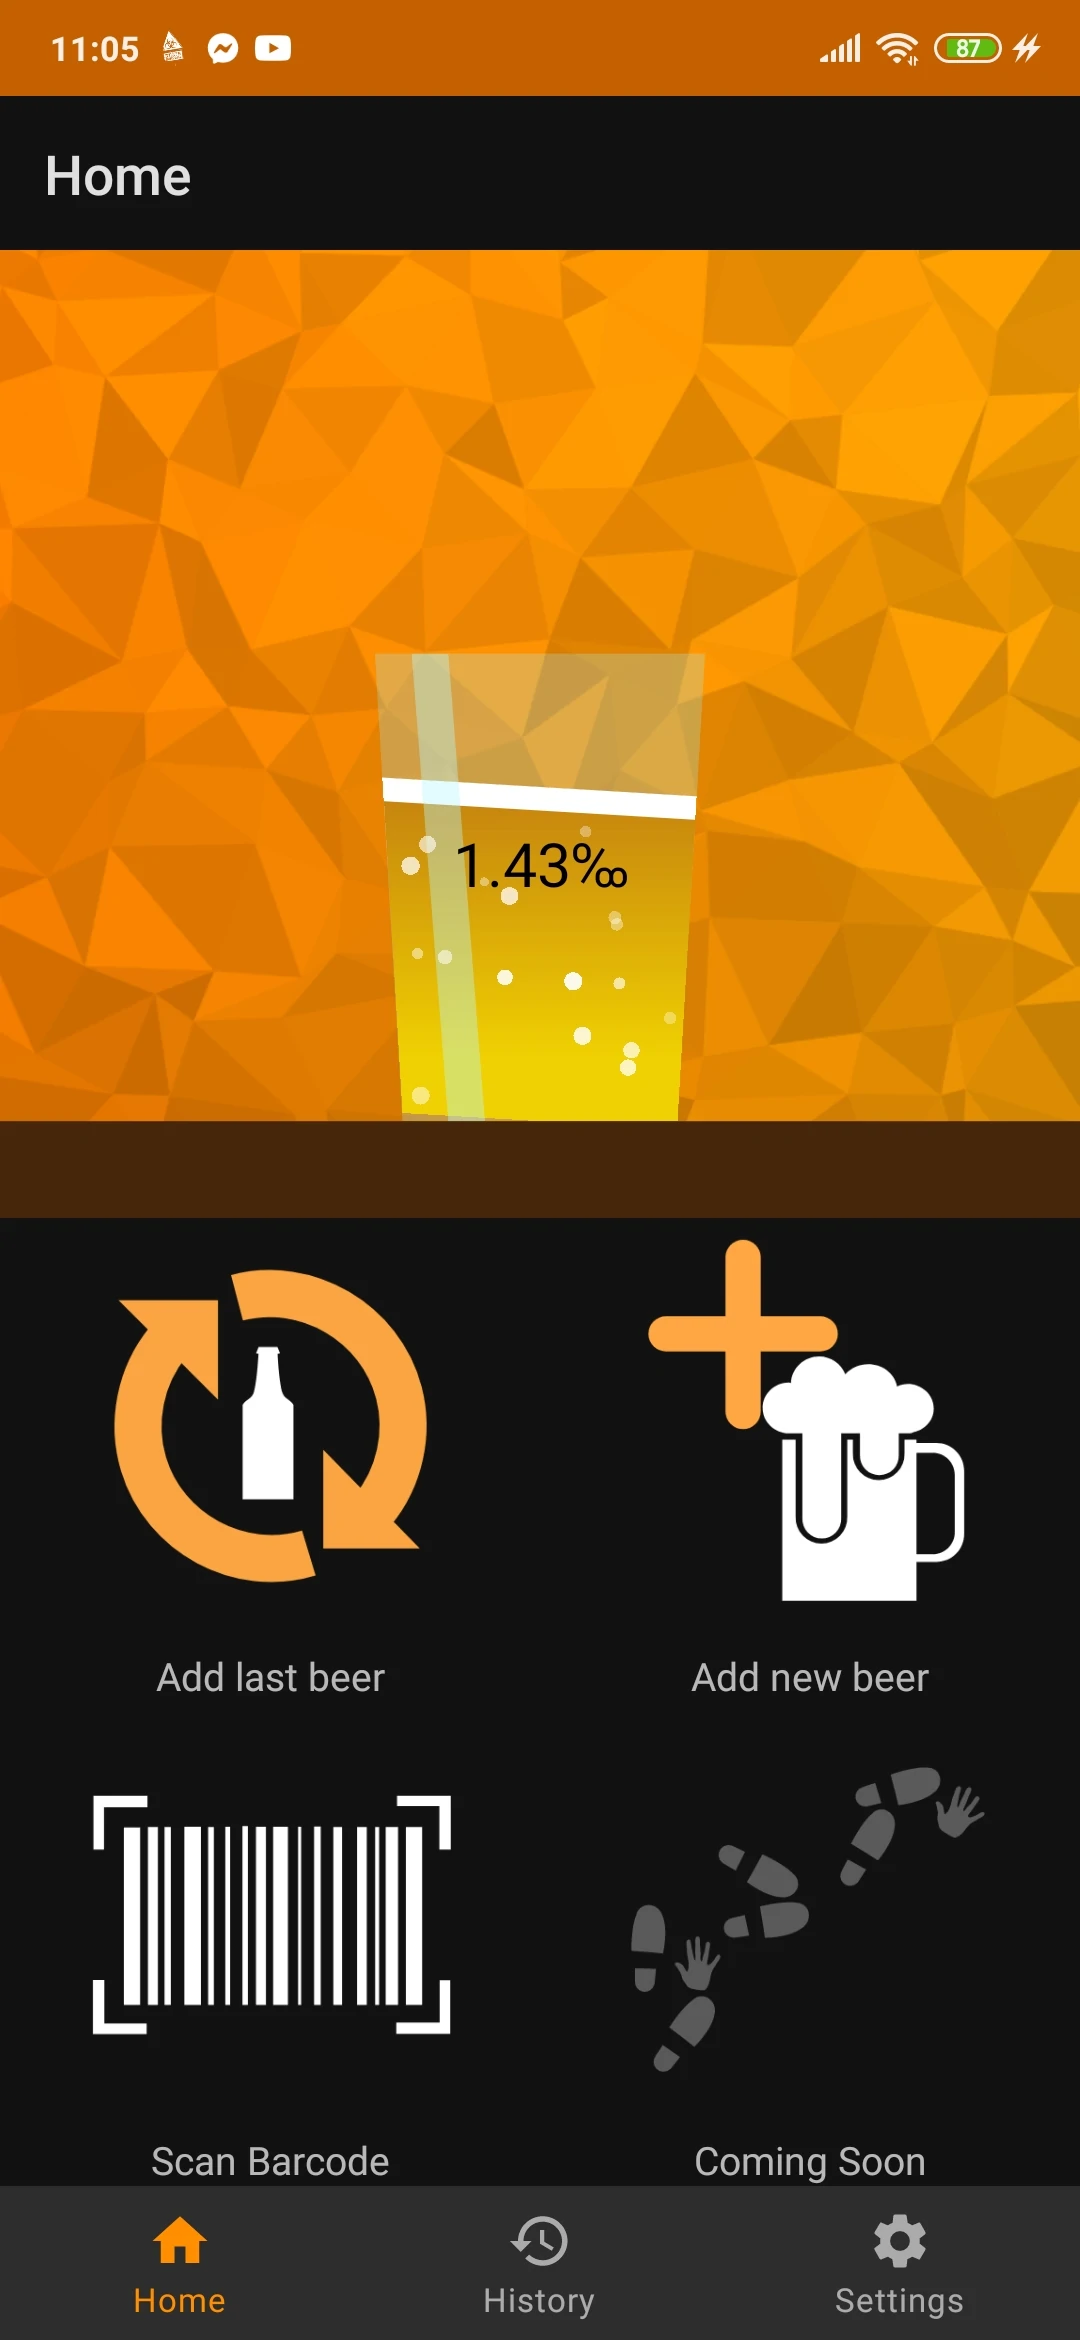 11:05
87
Home
1.43‰
Add last beer
Add new beer
Scan Barcode
Coming Soon
Home
History
Settings